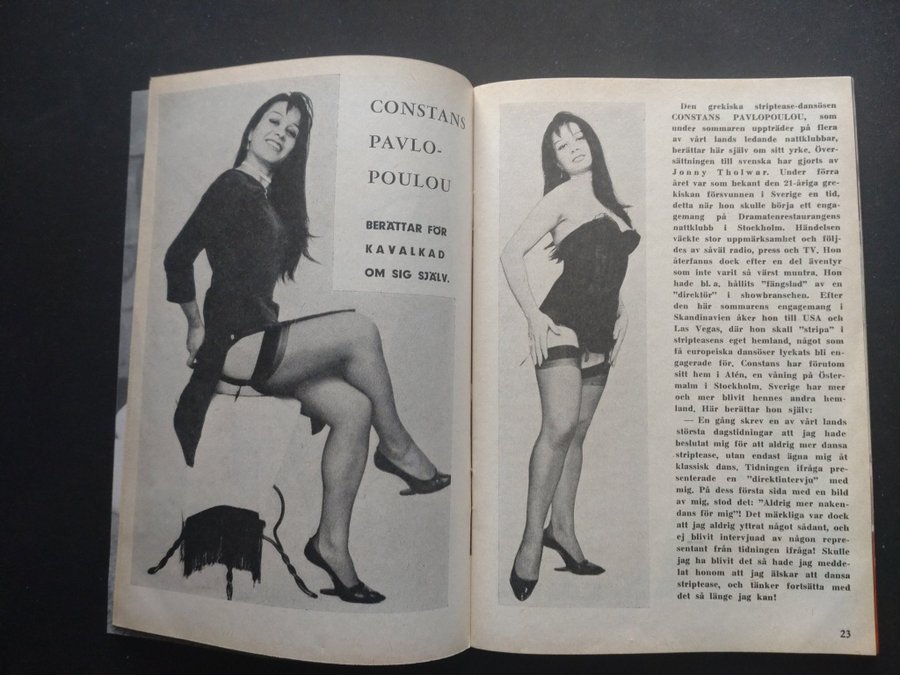 CONSTANS
PAVLO-
POULOU
BERÄTTAR FÖR
KAVALKAD
OM SIG SJÄLV.
Den grekiska striptease-dansösen
CONSTANS PAVLOPOULOU, som
under sommaren uppträder på flera
av vårt lands ledande nattklubbar,
berättar här själv om sitt yrke. Över-
sättningen till svenska har gjorts av
Jonny Tholwar. Under förra
året var som bekant den 21-åriga gre-
kiskan försvunnen i Sverige en tid,
detta när hon skulle börja ett enga-
gemang på Dramatenrestaurangens
nattklubb i Stockholm. Händelsen
väckte stor uppmärksamhet och följ-
des av såväl radio, press och TV. Hon
återfanns dock efter en del äventyr
som inte varit så värst muntra. Hon
hade bl. a. hållits "fängslad" av en
"direktör" i showbranschen. Efter
den här sommarens engagemang i
Skandinavien åker hon till USA och
Las Vegas, där hon skall "stripa" i
stripteasens eget hemland, något som
få europeiska dansöser lyckats bli en-
gagerade för. Constans har förutom
sitt hem i Atén, en våning på Öster-
malm i Stockholm. Sverige har mer
och mer blivit hennes andra hem-
land. Här berättar hon själv:
— En gång skrev en av vårt lands
största dagstidningar att jag hade
beslutat mig för att aldrig mer dansa
striptease, utan endast ägna mig åt
klassisk dans. Tidningen ifråga pre-
senterade en "direktintervju" med
mig. På dess första sida med en bild
av mig, stod det: "Aldrig mer naken-
dans för mig"! Det märkliga var dock
att jag aldrig yttrat något sådant, och
ej blivit intervjuad av någon repre-
sentant från tidningen ifråga! Skulle
jag ha blivit det så hade jag medde-
lat honom att jag älskar att dansa
striptease, och tänker fortsätta med
det så länge jag kan!
23